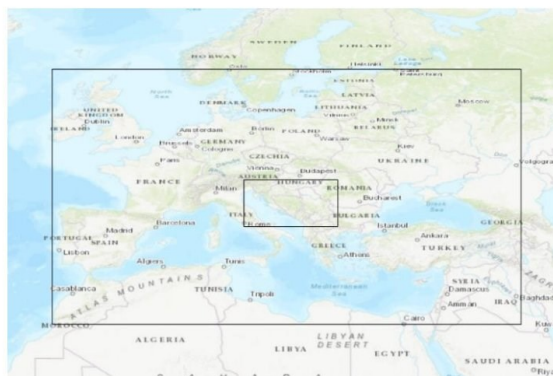 SWEDEN
FINLAND
NORWAY
Oslo
Helsinki
Stockholm
ESTONIA
North Sea
LATVIA
Moscow
UNITED KINGDOM
DENMARK
Copenhagen
LITHUANIA
Vilnius
Dublin
IRELAND
Minsk
BELARUS
Amsterdam
Berlin
POLAND
London
GERMANY
Warsaw
Brussels
Cologne
Kiev
Paris
CZECHIA
UKRAINE
Volgograd
Vienna
Budapest
AUSTRIA
FRANCE
HUNGARY
ROMANIA
Milan
Bucharest
ITALY
BULGARIA
Black Sea
Barcelona
Rome
GEORGIA
PORTUGAL
Madrid
Istanbul
SPAIN
Ankara
GREECE
TURKEY
Lisbon
Athens
Algiers
Tunis
SYRIA
Casablanca
ATLAS MOUNTAINS
TUNISIA
Mediterranean Sea
Damascus
Tripoli
IRAQ
Baghdad
Amman
MOROCCO
Cairo
ALGERIA
LIBYAN DESERT
LIBYA
EGYPT
SAUDI ARABIA